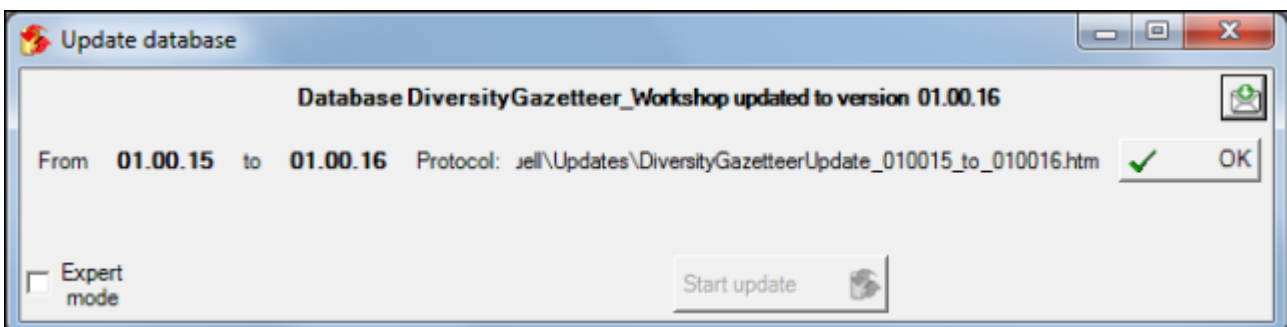 Update database
Database DiversityGazetteer_Workshop updated to version 01.00.16
From 01.00.15 to 01.00.16 Protocol: uell\Updates\DiversityGazetteerUpdate_010015_to_010016.htm OK
Expert
mode
Start update